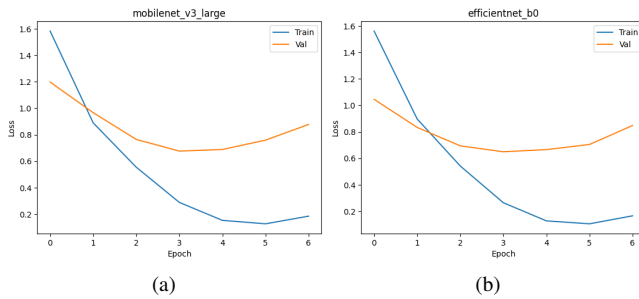 mobilenet_v3_large
1.6
1.4
1.2
1.0
0.8
0.6
0.4
0.2
Loss
Train
Val
0 1 2 3 4 5 6
Epoch
(a)
efficientnet_b0
1.6
1.4
1.2
1.0
0.8
0.6
0.4
0.2
Loss
Train
Val
0 1 2 3 4 5 6
Epoch
(b)